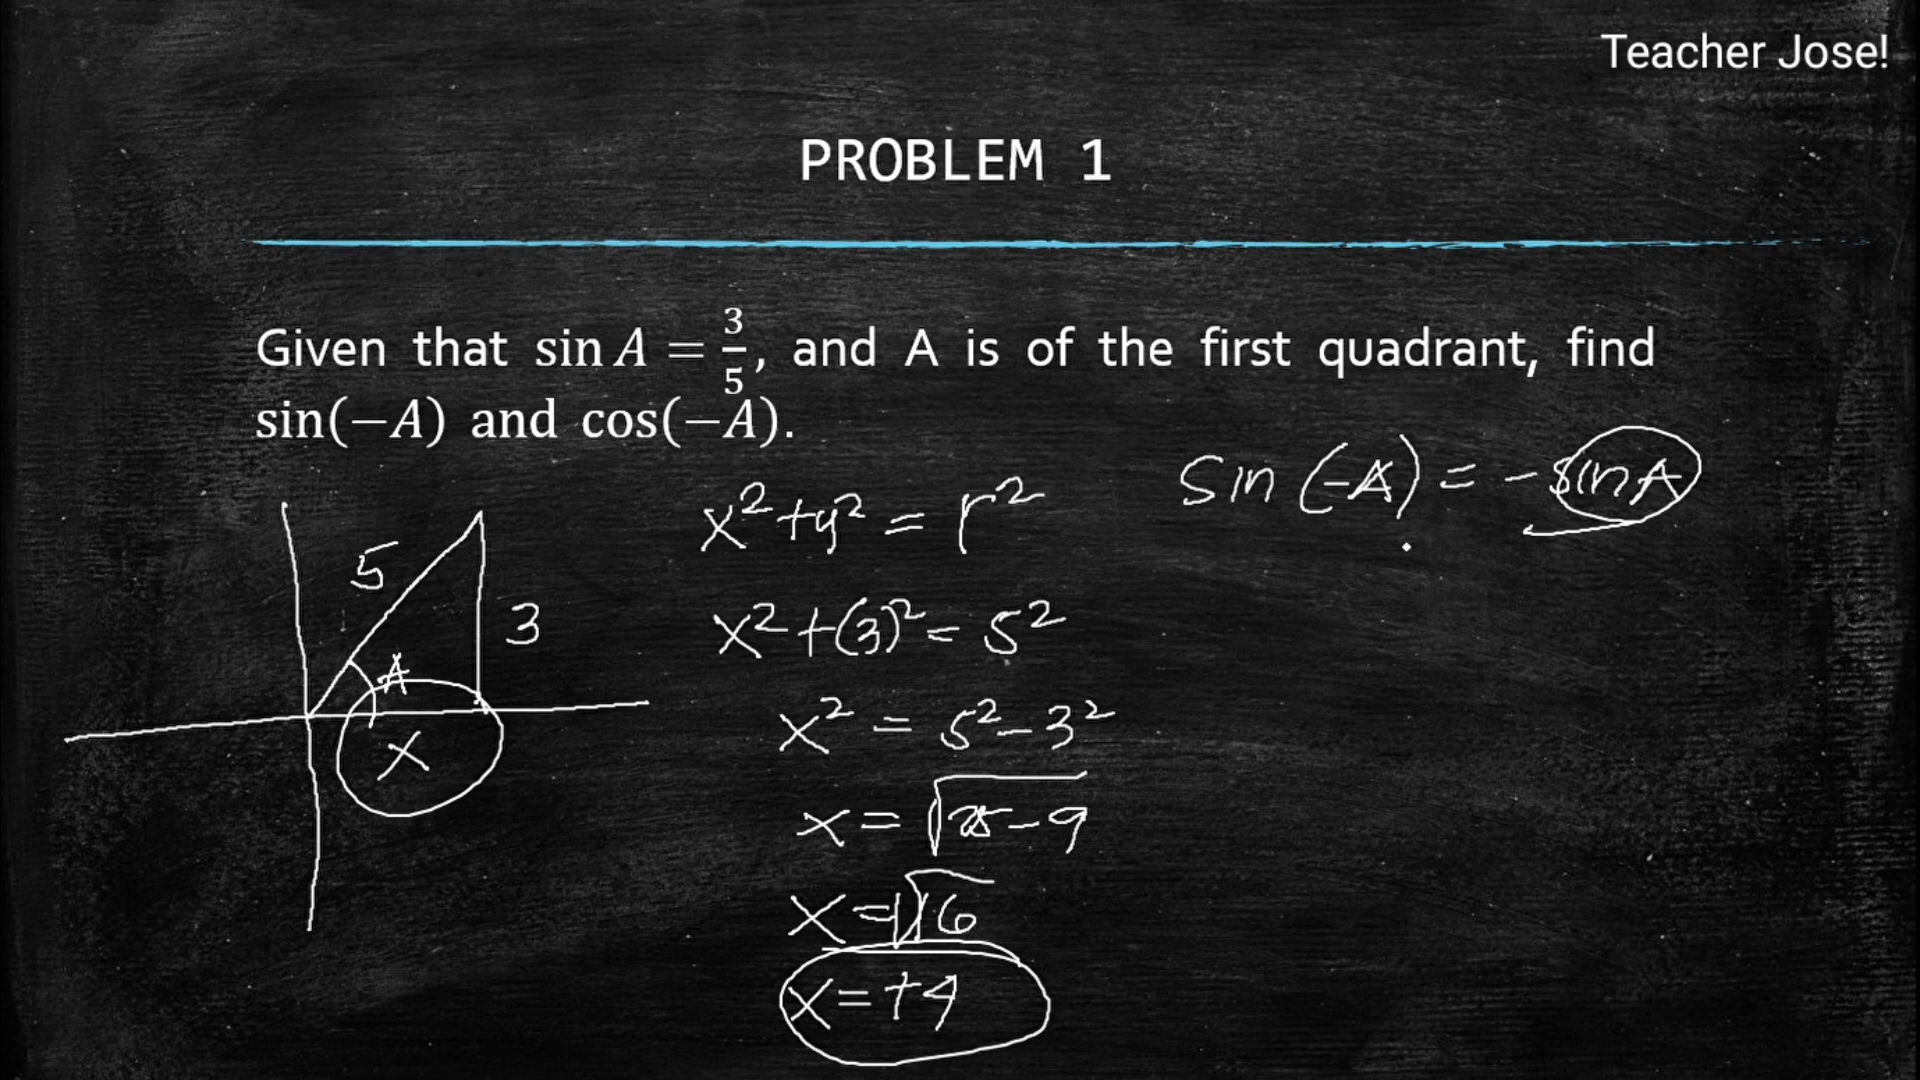 Teacher Jose!
PROBLEM 1
Given that sin A = 3/5, and A is of the first quadrant, find
sin(−A) and cos(−A).
5
3
A
x
x² + y² = r²
x² + (3)² = 5²
x² = 5² − 3²
x = √25 − 9
x = √16
x = +4
Sin (−A) = − sin A